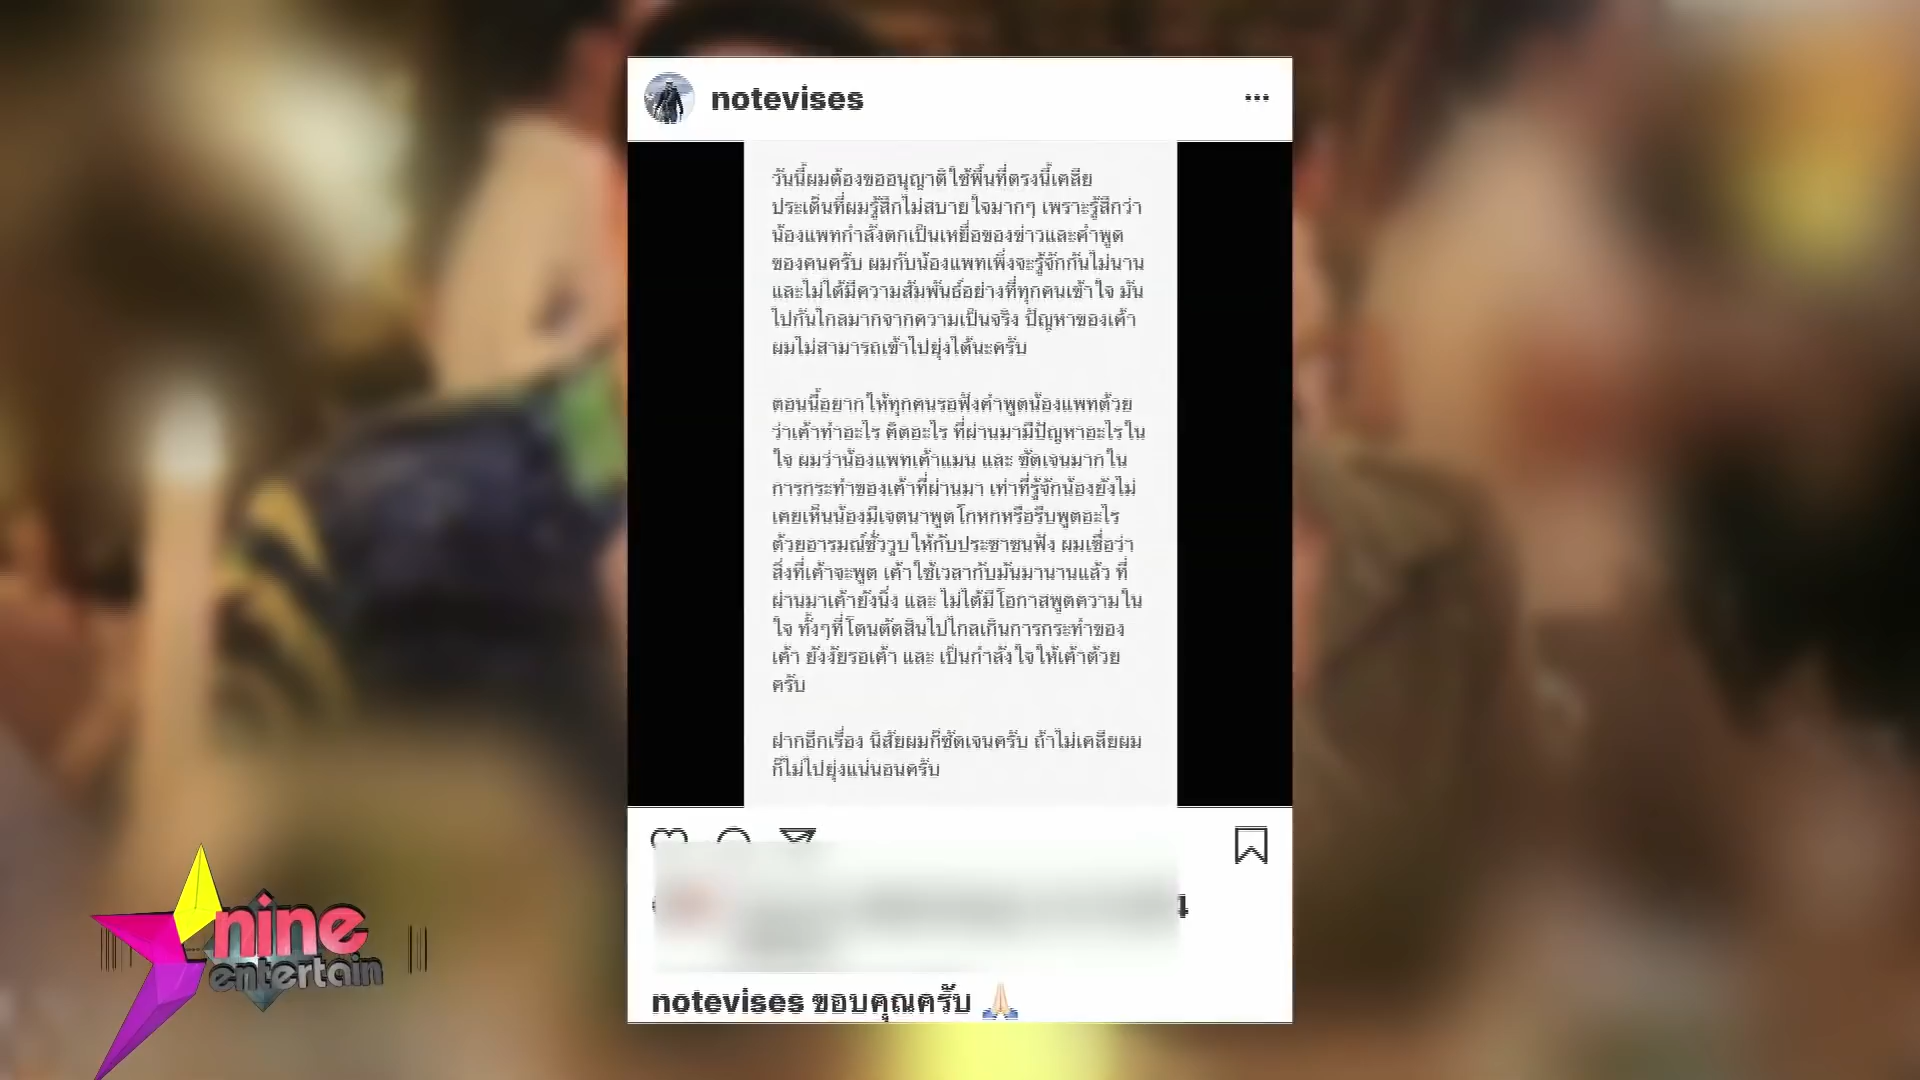 notevises
วันนี้ผมต้องขออนุญาติใช้พื้นที่ตรงนี้เคลีย
ประเด็นที่ผมรู้สึกไม่สบายใจมากๆ เพราะรู้สึกว่า
น้องแพทกำลังตกเป็นเหยื่อของข่าวและคำพูด
ของคนครับ ผมกับน้องแพทเพิ่งจะรู้จักกันไม่นาน
และไม่ได้มีความสัมพันธ์อย่างที่ทุกคนเข้าใจ มัน
ไปกันไกลมากจากความเป็นจริง ปัญหาของเค้า
ผมไม่สามารถเข้าไปยุ่งได้นะครับ
ตอนนี้อยากให้ทุกคนรอฟังคำพูดน้องแพทด้วย
ว่าเค้าทำอะไร คิดอะไร ที่ผ่านมามีปัญหาอะไรใน
ใจ ผมว่าน้องแพทเค้าแมน และ ชัดเจนมากใน
การกระทำของเค้าที่ผ่านมา เท่าที่รู้จักน้องยังไม่
เคยเห็นน้องมีเจตนาพูดโกหกหรือรีบพูดอะไร
ด้วยอารมณ์ชั่ววูบให้กับประชาชนฟัง ผมเชื่อว่า
สิ่งที่เค้าจะพูด เค้าใช้เวลากับมันมานานแล้ว ที่
ผ่านมาเค้ายังนิ่ง และ ไม่ได้มีโอกาสพูดความใน
ใจ ทั้งๆที่โดนตัดสินไปไกลเกินการกระทำของ
เค้า ยังงัยรอเค้า และ เป็นกำลังใจให้เค้าด้วย
ครับ
ฝากอีกเรื่อง นิสัยผมก็ชัดเจนครับ ถ้าไม่เคลียผม
ก็ไม่ไปยุ่งแน่นอนครับ
notevises ขอบคุณครับ 🙏🏻
nine
entertain